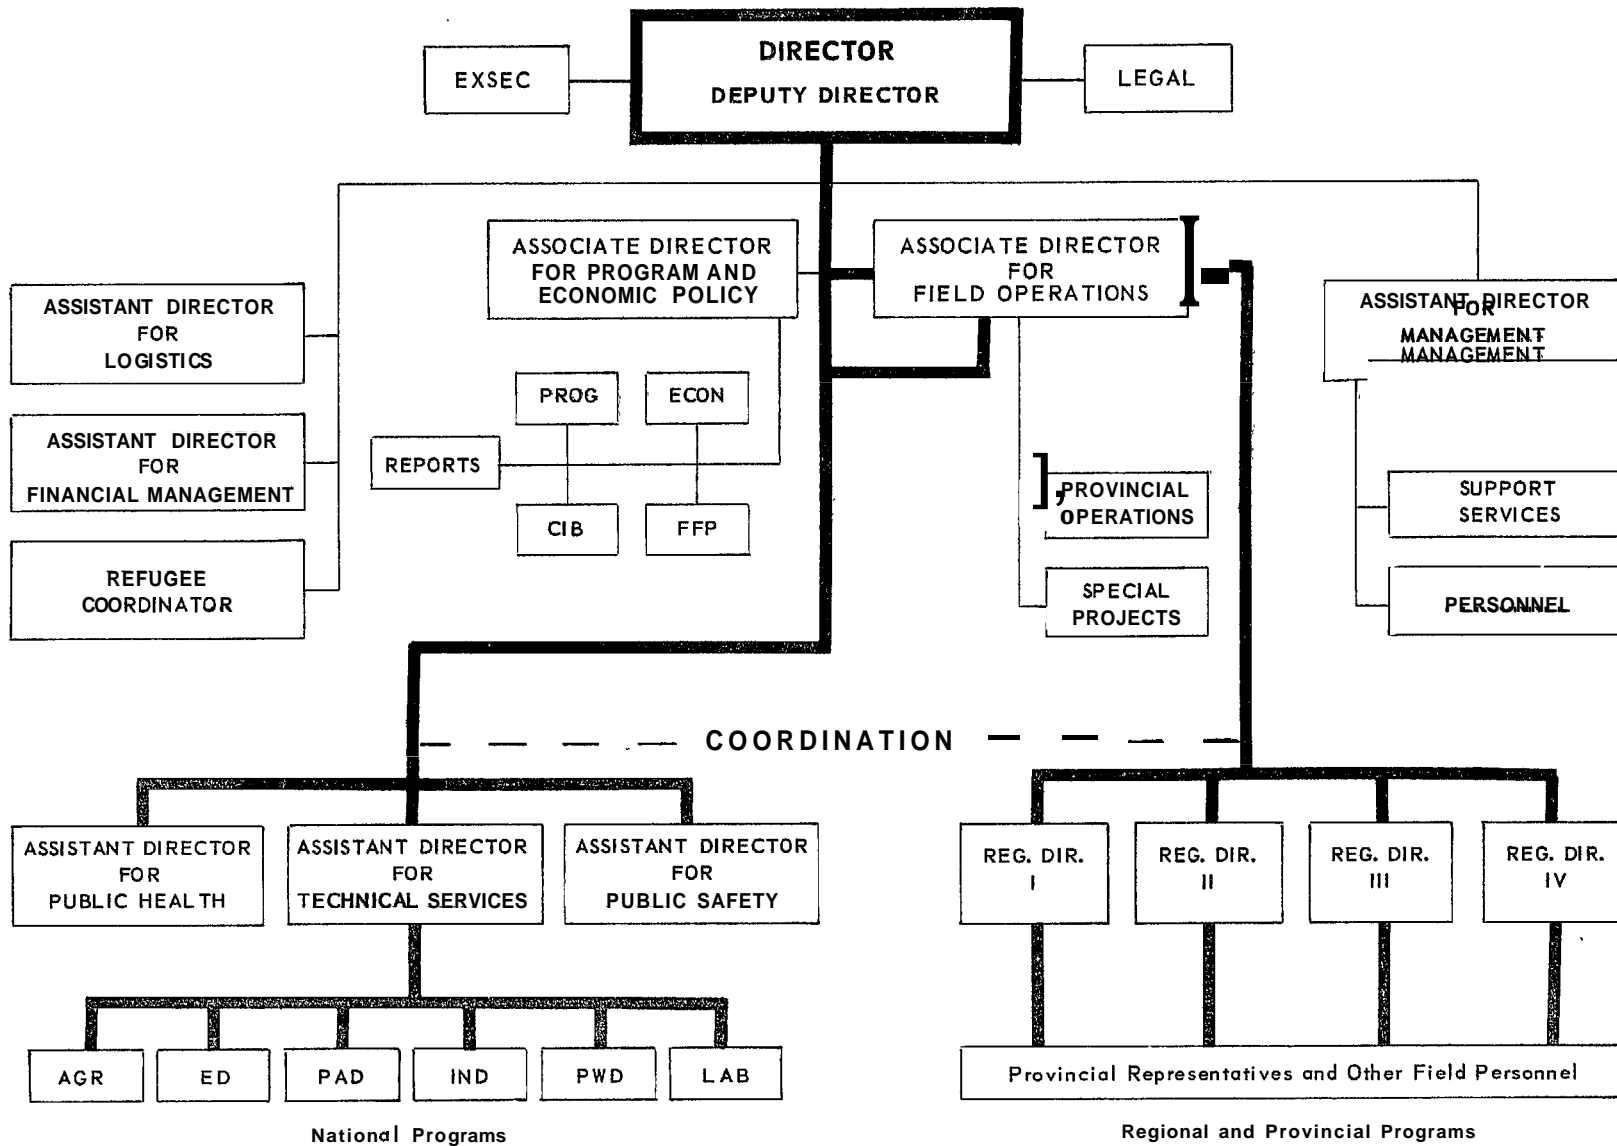 DIRECTOR
DEPUTY DIRECTOR
EXSEC
LEGAL
ASSOCIATE DIRECTOR
FOR PROGRAM AND
ECONOMIC POLICY
ASSOCIATE DIRECTOR
FOR
FIELD OPERATIONS
ASSISTANT DIRECTOR
FOR
LOGISTICS
ASSISTANT DIRECTOR
FOR
MANAGEMENT
MANAGEMENT
PROG
ECON
REPORTS
CIB
FFP
ASSISTANT DIRECTOR
FOR
FINANCIAL MANAGEMENT
REFUGEE
COORDINATOR
],PROVINCIAL
OPERATIONS
SPECIAL
PROJECTS
SUPPORT
SERVICES
PERSONNEL
COORDINATION
ASSISTANT DIRECTOR
FOR
PUBLIC HEALTH
ASSISTANT DIRECTOR
FOR
TECHNICAL SERVICES
ASSISTANT DIRECTOR
FOR
PUBLIC SAFETY
REG. DIR.
I
REG. DIR.
II
REG. DIR.
III
REG. DIR.
IV
AGR
ED
PAD
IND
PWD
LAB
Provincial Representatives and Other Field Personnel
National Programs
Regional and Provincial Programs